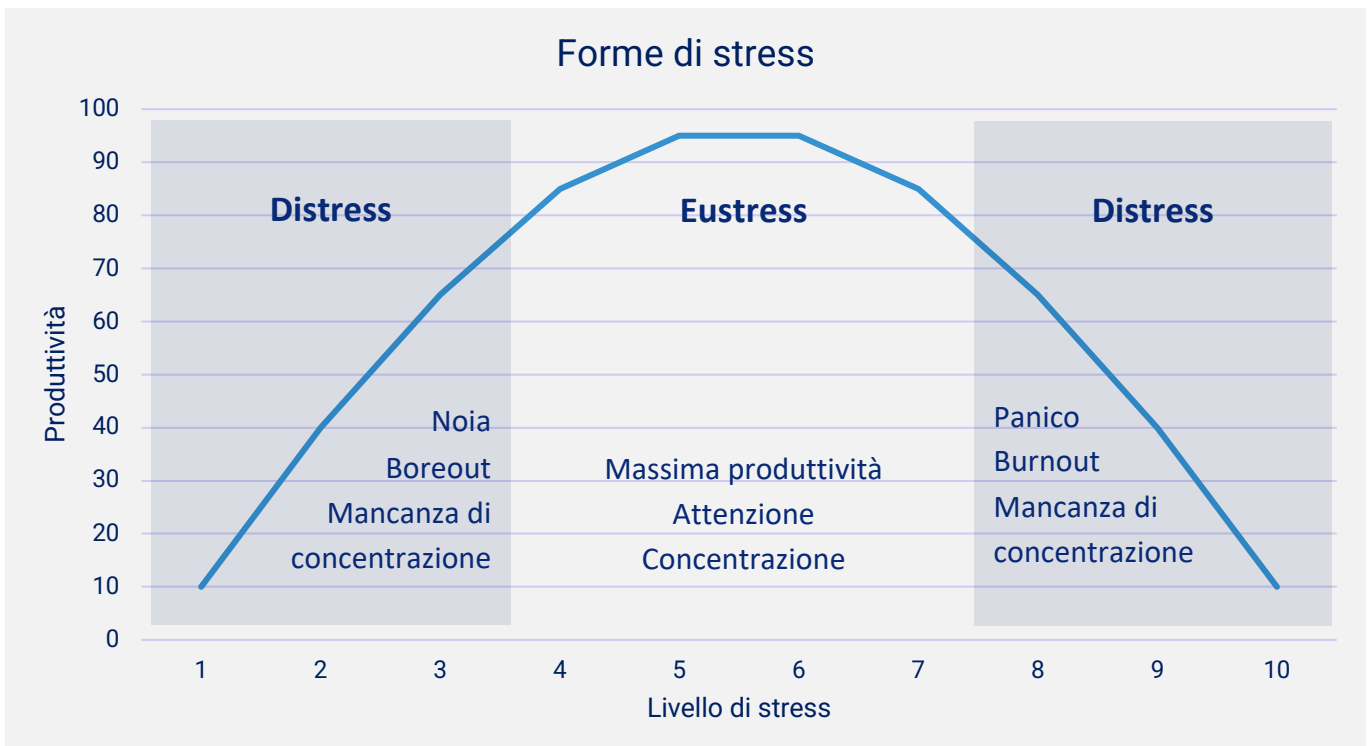 Forme di stress
100
90
80
70
60
50
40
30
20
10
0
Produttività
Distress
Noia
Boreout
Mancanza di
concentrazione
Eustress
Massima produttività
Attenzione
Concentrazione
Distress
Panico
Burnout
Mancanza di
concentrazione
1 2 3 4 5 6 7 8 9 10
Livello di stress